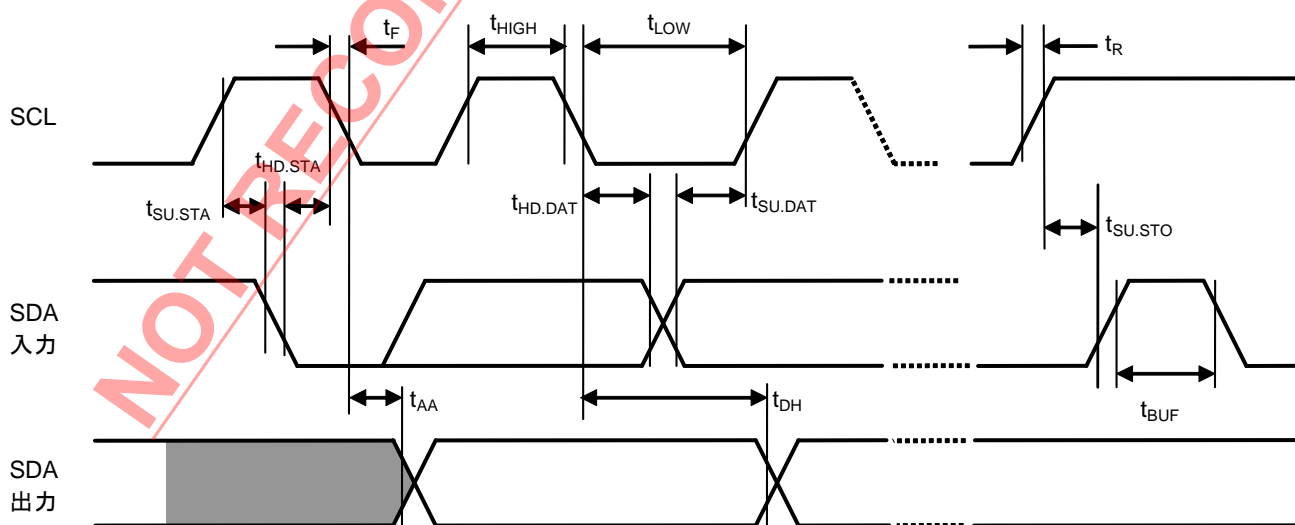 tF
tHIGH
tLOW
tR
SCL
tHD.STA
tSU.STA
tHD.DAT
tSU.DAT
tSU.STO
SDA
入力
tAA
tDH
tBUF
SDA
出力
NOT RECO